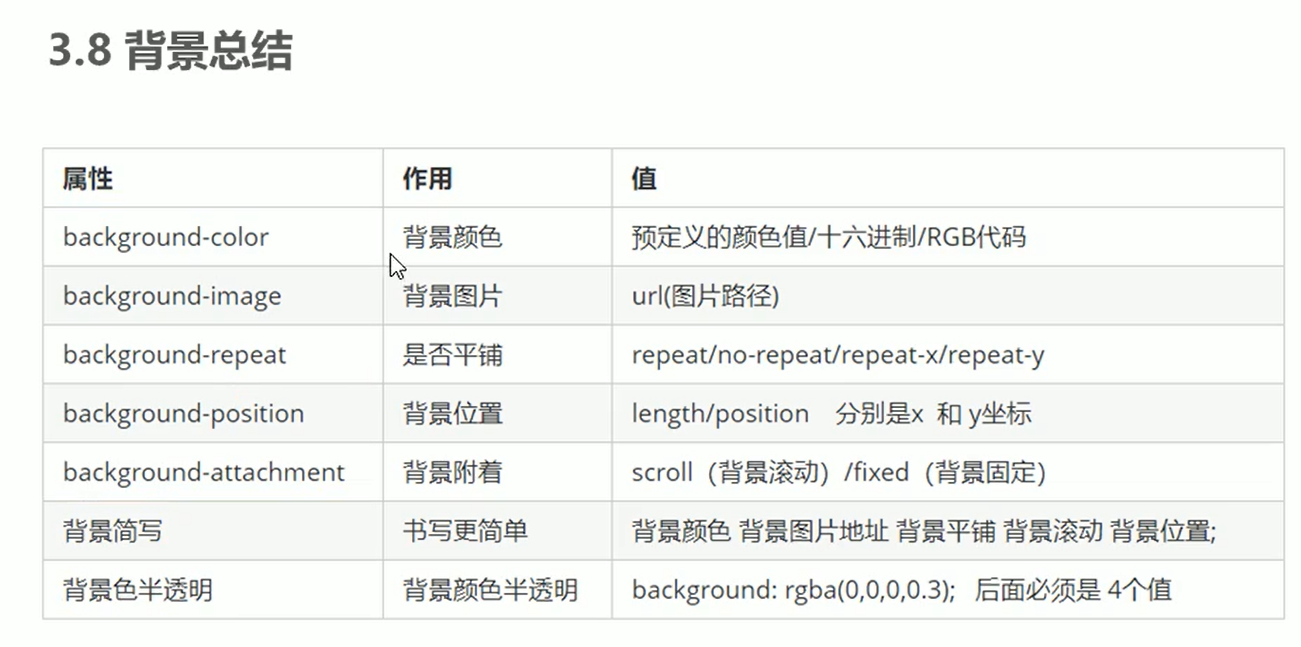 3.8 背景总结
属性 作用 值
background-color 背景颜色 预定义的颜色值/十六进制/RGB代码
background-image 背景图片 url(图片路径)
background-repeat 是否平铺 repeat/no-repeat/repeat-x/repeat-y
background-position 背景位置 length/position 分别是x 和 y坐标
background-attachment 背景附着 scroll（背景滚动）/fixed（背景固定）
背景简写 书写更简单 背景颜色 背景图片地址 背景平铺 背景滚动 背景位置;
背景色半透明 背景颜色半透明 background: rgba(0,0,0,0.3); 后面必须是 4个值